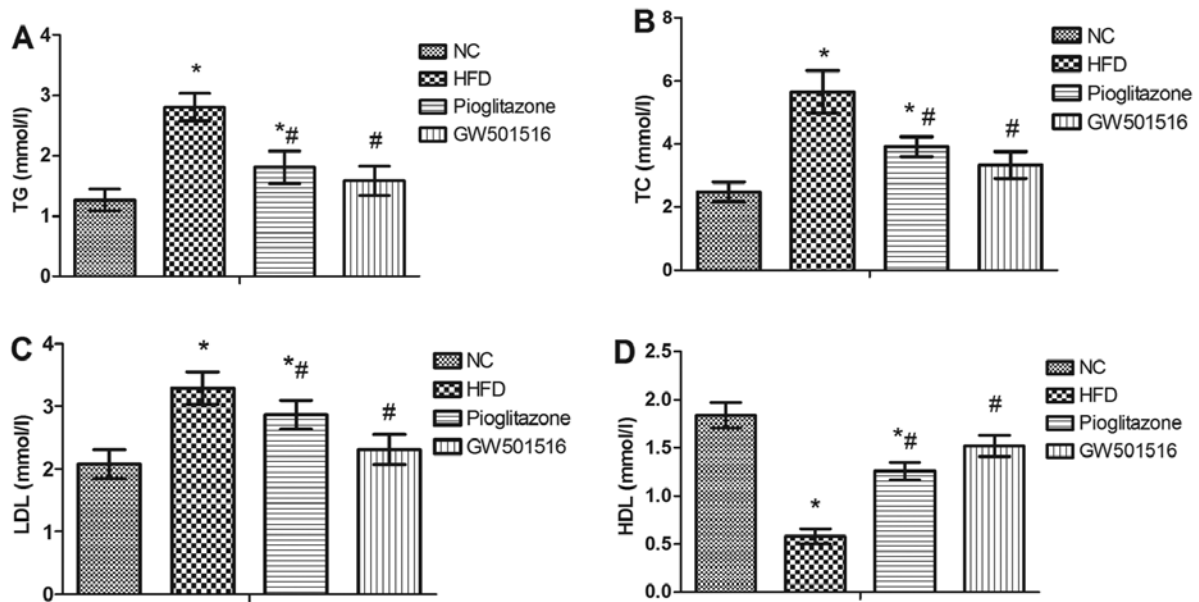 A
TG (mmol/l)
4
3
2
1
0
*
*#
#
NC
HFD
Pioglitazone
GW501516
B
TC (mmol/l)
8
6
4
2
0
*
* #
#
NC
HFD
Pioglitazone
GW501516
C
LDL (mmol/l)
4
3
2
1
0
*
*#
#
NC
HFD
Pioglitazone
GW501516
D
HDL (mmol/l)
2.5
2.0
1.5
1.0
0.5
0.0
*
*#
#
NC
HFD
Pioglitazone
GW501516